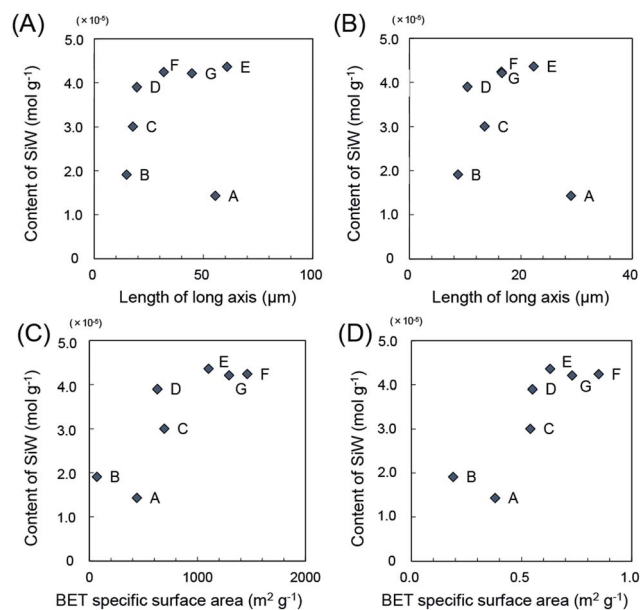 (A)
(× 10⁻⁵)
5.0
4.0
3.0
2.0
1.0
0
Content of SiW (mol g⁻¹)
F
G
E
D
C
B
A
0
50
100
Length of long axis (μm)
(B)
(× 10⁻⁵)
5.0
4.0
3.0
2.0
1.0
0
Content of SiW (mol g⁻¹)
F
G
E
D
C
B
A
0
20
40
Length of long axis (μm)
(C)
(× 10⁻⁵)
5.0
4.0
3.0
2.0
1.0
0.0
Content of SiW (mol g⁻¹)
E
F
G
D
C
B
A
0
1000
2000
BET specific surface area (m² g⁻¹)
(D)
(× 10⁻⁵)
5.0
4.0
3.0
2.0
1.0
0.0
Content of SiW (mol g⁻¹)
E
F
G
D
C
B
A
0.0
0.5
1.0
BET specific surface area (m² g⁻¹)